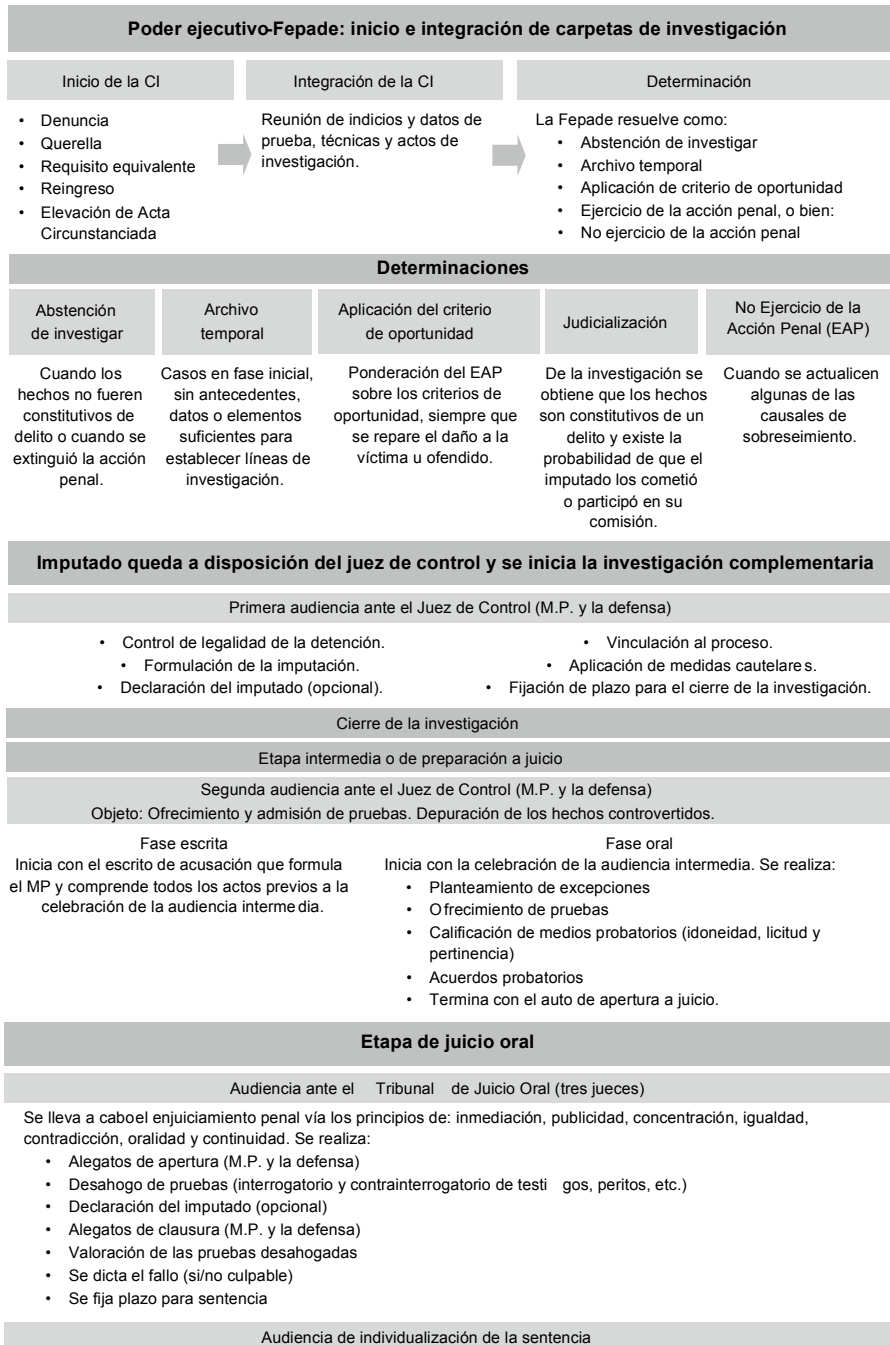 Poder ejecutivo-Fepade: inicio e integración de carpetas de investigación
Inicio de la CI
Integración de la CI
Determinación
• Denuncia
• Querella
• Requisito equivalente
• Reingreso
• Elevación de Acta
Circunstanciada
Reunión de indicios y datos de
prueba, técnicas y actos de
investigación.
La Fepade resuelve como:
• Abstención de investigar
• Archivo temporal
• Aplicación de criterio de oportunidad
• Ejercicio de la acción penal, o bien:
• No ejercicio de la acción penal
Determinaciones
Abstención
de investigar
Archivo
temporal
Aplicación del criterio
de oportunidad
Judicialización
No Ejercicio de la
Acción Penal (EAP)
Cuando los
hechos no fueren
constitutivos de
delito o cuando se
extinguió la acción
penal.
Casos en fase inicial,
sin antecedentes,
datos o elementos
suficientes para
establecer líneas de
investigación.
Ponderación del EAP
sobre los criterios de
oportunidad, siempre que
se repare el daño a la
víctima u ofendido.
De la investigación se
obtiene que los hechos
son constitutivos de un
delito y existe la
probabilidad de que el
imputado los cometió
o participó en su
comisión.
Cuando se actualicen
algunas de las
causales de
sobreseimiento.
Imputado queda a disposición del juez de control y se inicia la investigación complementaria
Primera audiencia ante el Juez de Control (M.P. y la defensa)
• Control de legalidad de la detención.
• Formulación de la imputación.
• Declaración del imputado (opcional).
• Vinculación al proceso.
• Aplicación de medidas cautelares.
• Fijación de plazo para el cierre de la investigación.
Cierre de la investigación
Etapa intermedia o de preparación a juicio
Segunda audiencia ante el Juez de Control (M.P. y la defensa)
Objeto: Ofrecimiento y admisión de pruebas. Depuración de los hechos controvertidos.
Fase escrita
Inicia con el escrito de acusación que formula
el MP y comprende todos los actos previos a la
celebración de la audiencia intermedia.
Fase oral
Inicia con la celebración de la audiencia intermedia. Se realiza:
• Planteamiento de excepciones
• Ofrecimiento de pruebas
• Calificación de medios probatorios (idoneidad, licitud y
pertinencia)
• Acuerdos probatorios
• Termina con el auto de apertura a juicio.
Etapa de juicio oral
Audiencia ante el Tribunal de Juicio Oral (tres jueces)
Se lleva a caboel enjuiciamiento penal vía los principios de: inmediación, publicidad, concentración, igualdad,
contradicción, oralidad y continuidad. Se realiza:
• Alegatos de apertura (M.P. y la defensa)
• Desahogo de pruebas (interrogatorio y contrainterrogatorio de testigos, peritos, etc.)
• Declaración del imputado (opcional)
• Alegatos de clausura (M.P. y la defensa)
• Valoración de las pruebas desahogadas
• Se dicta el fallo (si/no culpable)
• Se fija plazo para sentencia
Audiencia de individualización de la sentencia